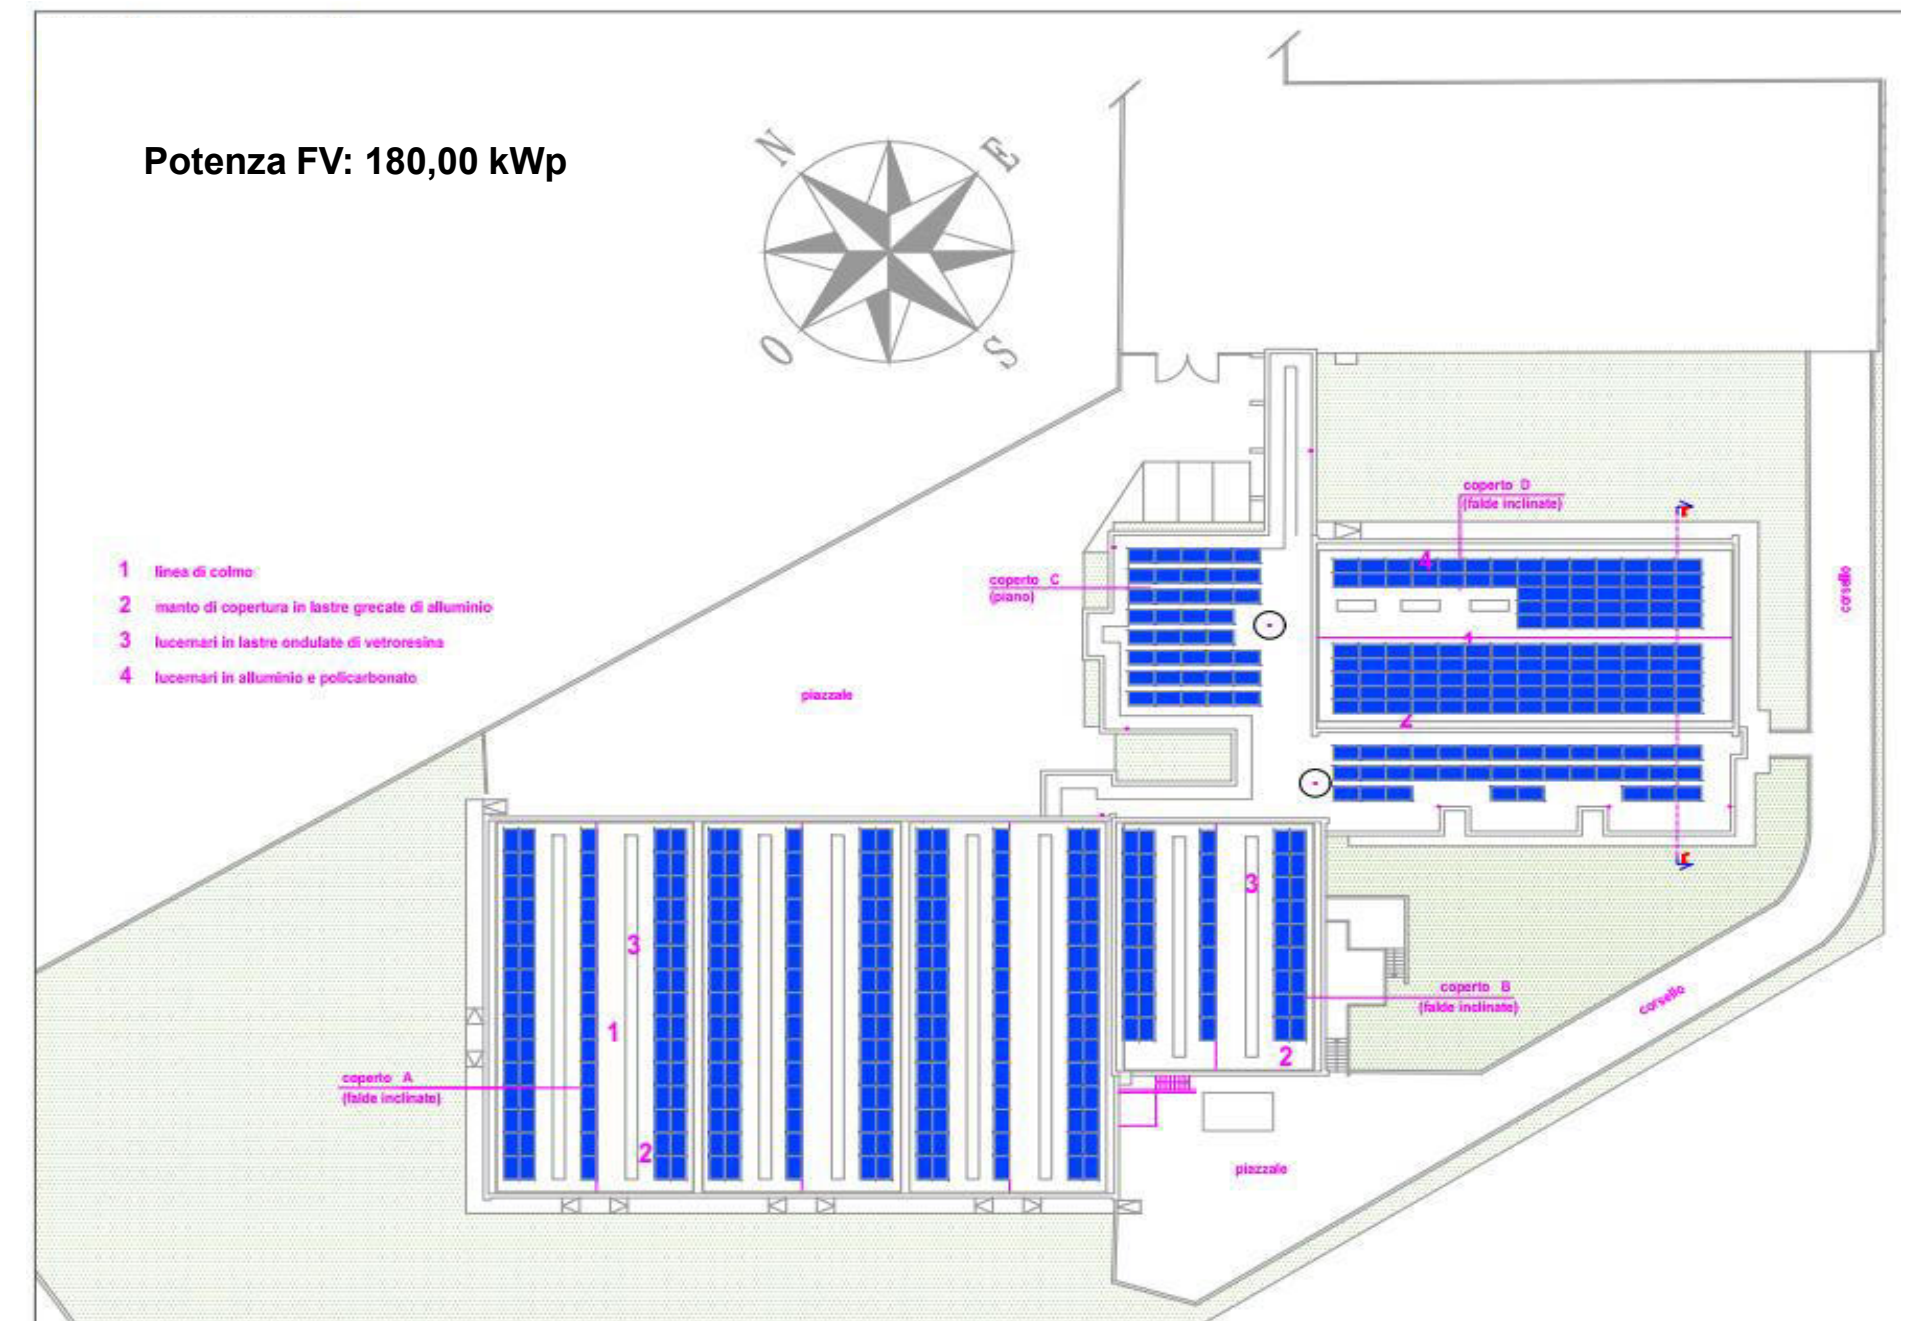 Potenza FV: 180,00 kWp
N
E
O
S
1 linea di colmo
2 manto di copertura in lastre grecate di alluminio
3 lucernari in lastre ondulate di vetroresina
4 lucernari in alluminio e policarbonato
coperto D
(falde inclinate)
4
coperto C
(piano)
corsello
1
piazzale
2
3
3
coperto B
(falde inclinate)
corsello
1
2
coperto A
(falde inclinate)
2
piazzale